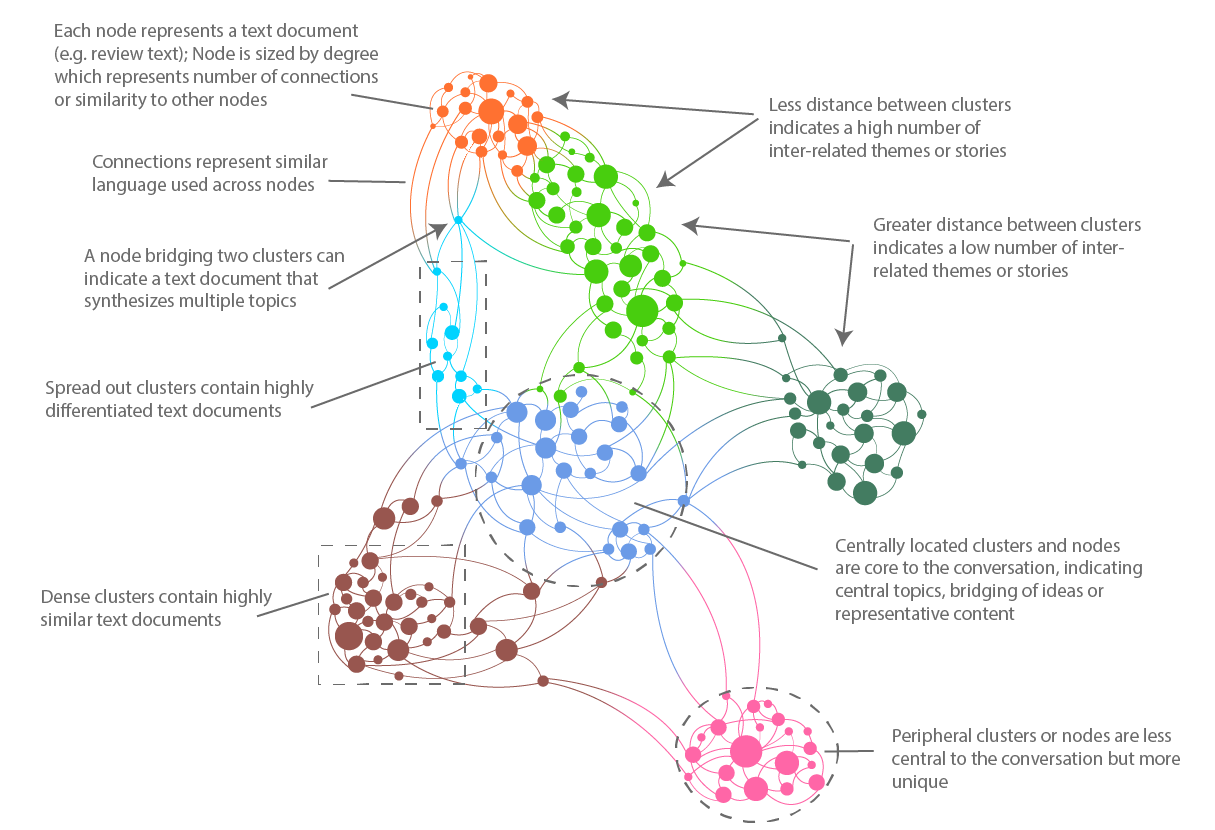 Each node represents a text document
(e.g. review text); Node is sized by degree
which represents number of connections
or similarity to other nodes
Less distance between clusters
indicates a high number of
inter-related themes or stories
Connections represent similar
language used across nodes
Greater distance between clusters
indicates a low number of inter-
related themes or stories
A node bridging two clusters can
indicate a text document that
synthesizes multiple topics
Spread out clusters contain highly
differentiated text documents
Centrally located clusters and nodes
are core to the conversation, indicating
central topics, bridging of ideas or
representative content
Dense clusters contain highly
similar text documents
Peripheral clusters or nodes are less
central to the conversation but more
unique